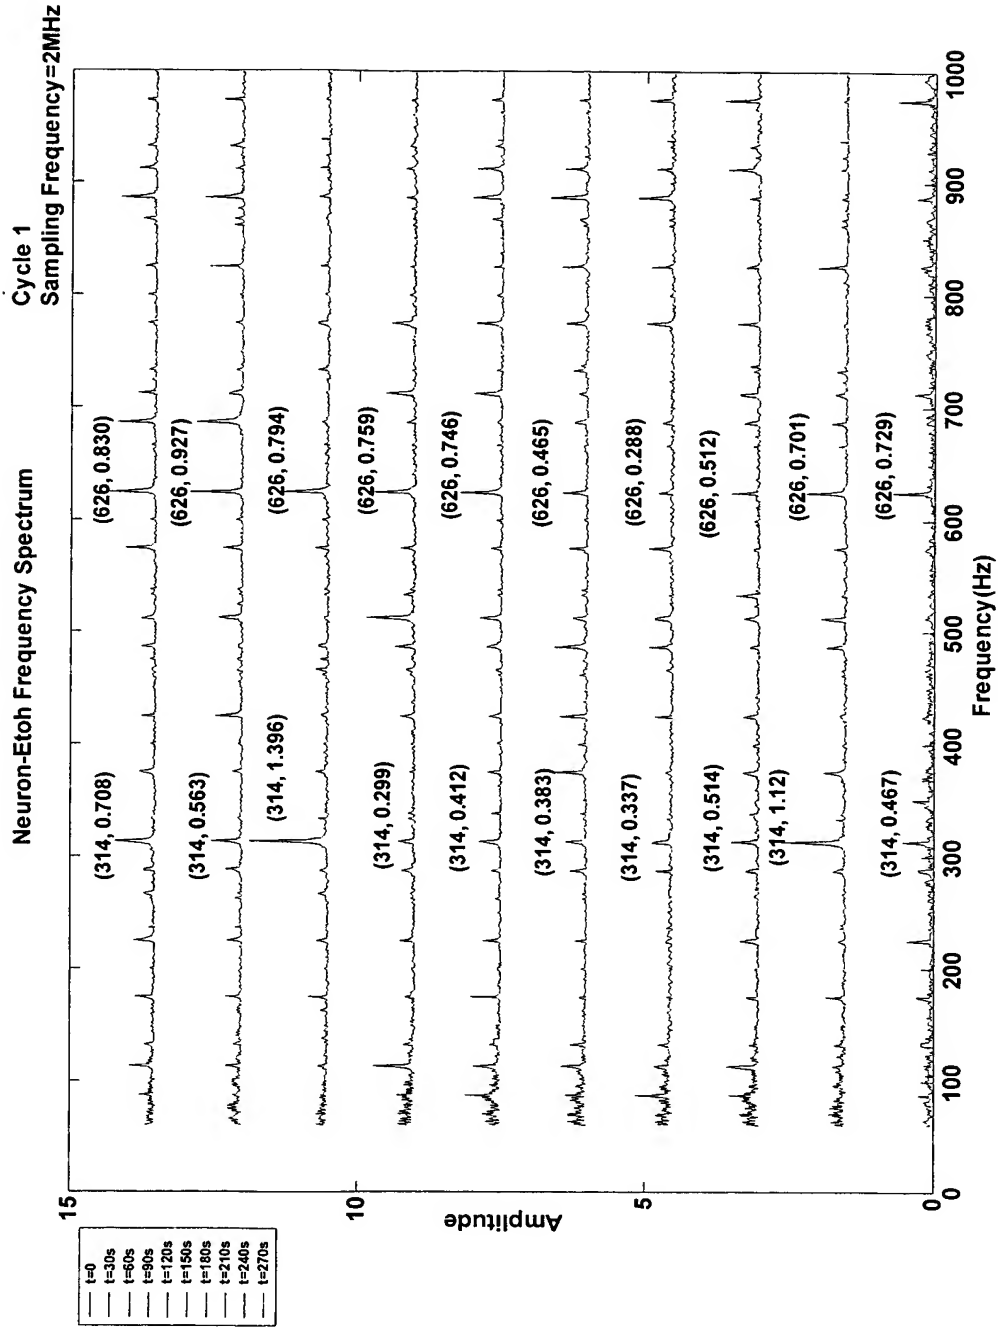 Neuron-Etoh Frequency Spectrum
Cycle 1
Sampling Frequency=2MHz
t=0
t=30s
t=60s
t=90s
t=120s
t=150s
t=180s
t=210s
t=240s
t=270s
Amplitude
15
10
5
0
(314, 0.708)
(626, 0.830)
(314, 0.563)
(626, 0.927)
(314, 1.396)
(626, 0.794)
(314, 0.299)
(626, 0.759)
(314, 0.412)
(626, 0.746)
(314, 0.383)
(626, 0.465)
(314, 0.337)
(626, 0.288)
(314, 0.514)
(626, 0.512)
(314, 1.12)
(626, 0.701)
(314, 0.467)
(626, 0.729)
0 100 200 300 400 500 600 700 800 900 1000
Frequency(Hz)